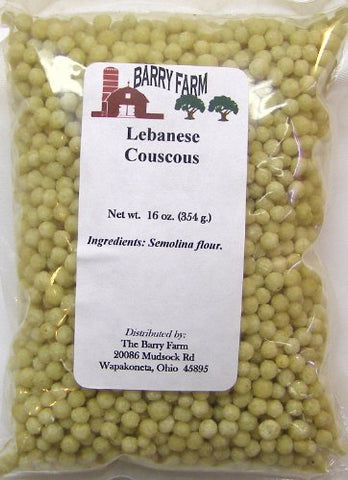 BARRY FARM
Lebanese
Couscous
Net wt. 16 oz. (354 g.)
Ingredients: Semolina flour.
Distributed by:
The Barry Farm
20086 Mudsock Rd
Wapakoneta, Ohio 45895